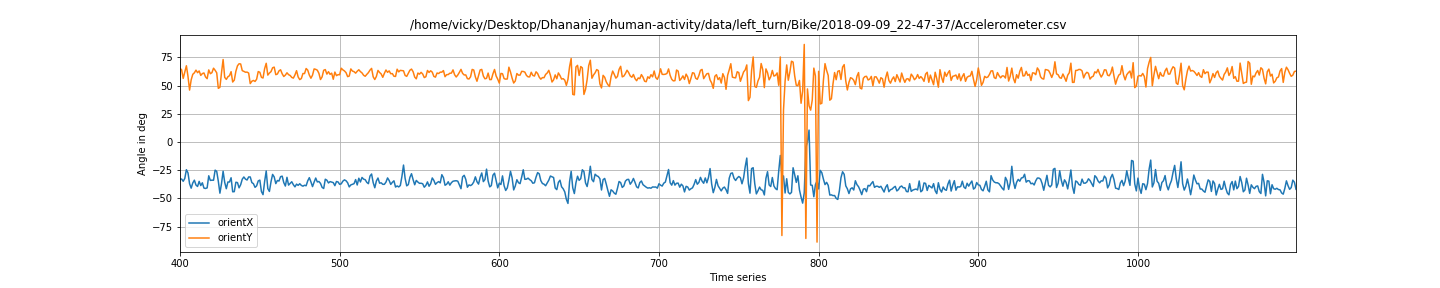 /home/vicky/Desktop/Dhananjay/human-activity/data/left_turn/Bike/2018-09-09_22-47-37/Accelerometer.csv
Angle in deg
75
50
25
0
−25
−50
−75
orientX
orientY
400
500
600
700
800
900
1000
Time series